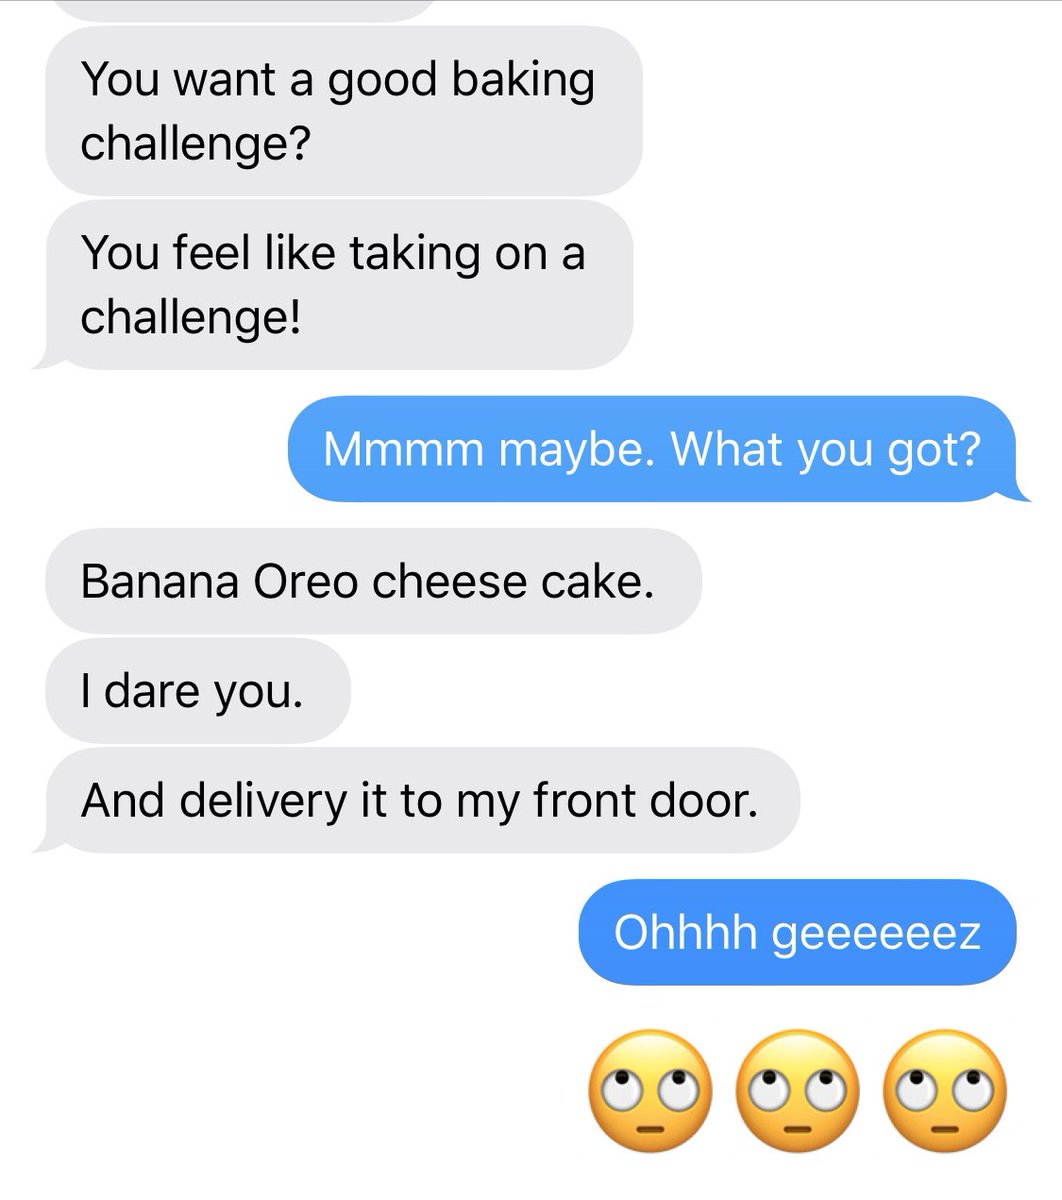 You want a good baking
challenge?
You feel like taking on a
challenge!
Mmmm maybe. What you got?
Banana Oreo cheese cake.
I dare you.
And delivery it to my front door.
Ohhhh geeeeeez
🙄🙄🙄